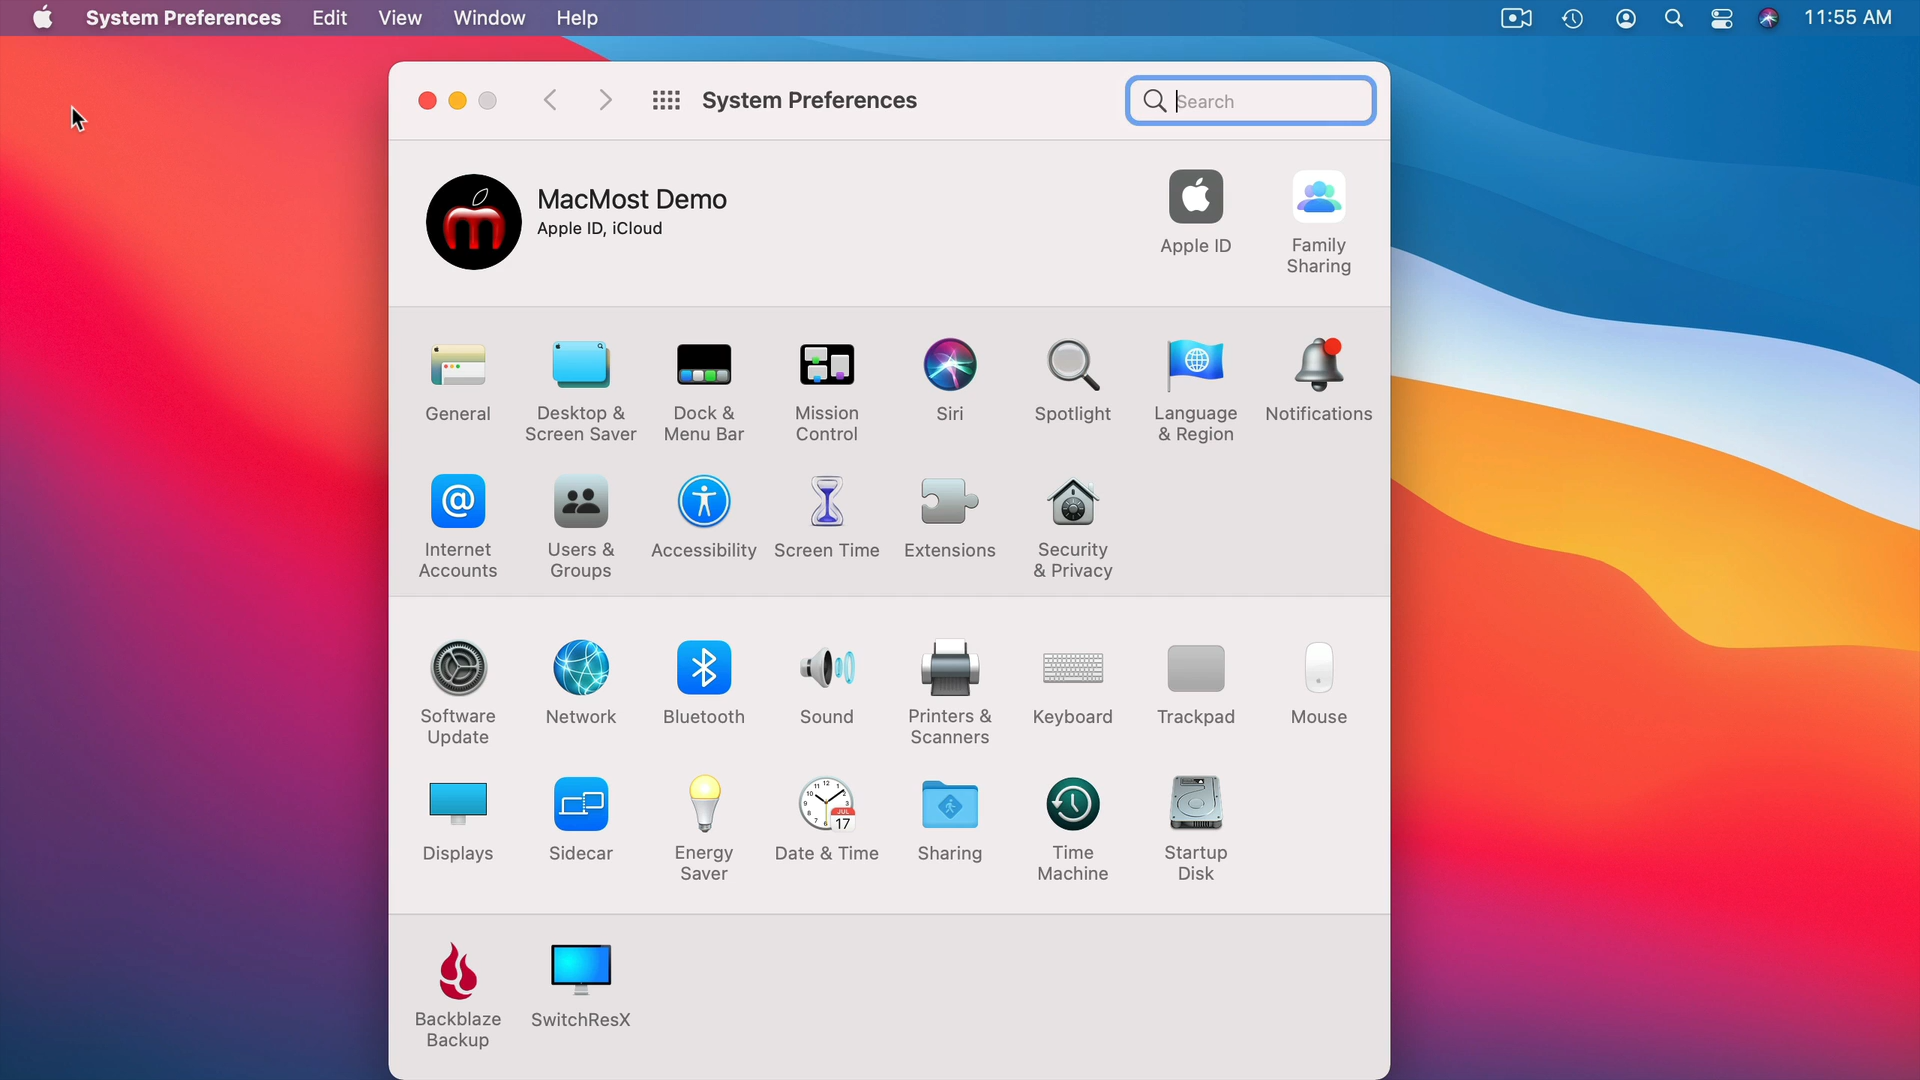 System Preferences Edit View Window Help 11:55 AM
System Preferences
Search
MacMost Demo
Apple ID, iCloud
Apple ID
Family
Sharing
General
Desktop &
Screen Saver
Dock &
Menu Bar
Mission
Control
Siri
Spotlight
Language
& Region
Notifications
Internet
Accounts
Users &
Groups
Accessibility
Screen Time
Extensions
Security
& Privacy
Software
Update
Network
Bluetooth
Sound
Printers &
Scanners
Keyboard
Trackpad
Mouse
Displays
Sidecar
Energy
Saver
JUL
17
Date & Time
Sharing
Time
Machine
Startup
Disk
Backblaze
Backup
SwitchResX